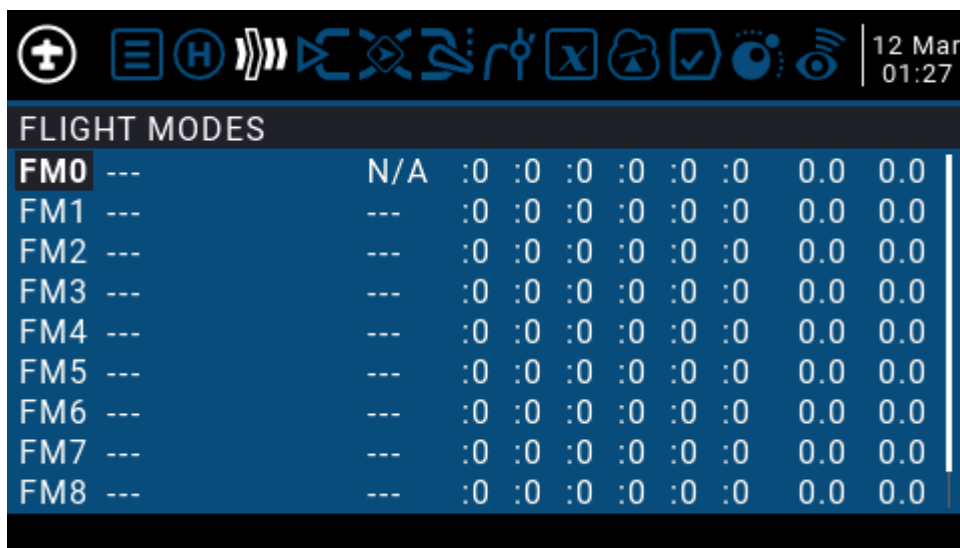 H x 12 Mar
01:27
FLIGHT MODES
FM0 --- N/A :0 :0 :0 :0 :0 :0 0.0 0.0
FM1 --- --- :0 :0 :0 :0 :0 :0 0.0 0.0
FM2 --- --- :0 :0 :0 :0 :0 :0 0.0 0.0
FM3 --- --- :0 :0 :0 :0 :0 :0 0.0 0.0
FM4 --- --- :0 :0 :0 :0 :0 :0 0.0 0.0
FM5 --- --- :0 :0 :0 :0 :0 :0 0.0 0.0
FM6 --- --- :0 :0 :0 :0 :0 :0 0.0 0.0
FM7 --- --- :0 :0 :0 :0 :0 :0 0.0 0.0
FM8 --- --- :0 :0 :0 :0 :0 :0 0.0 0.0